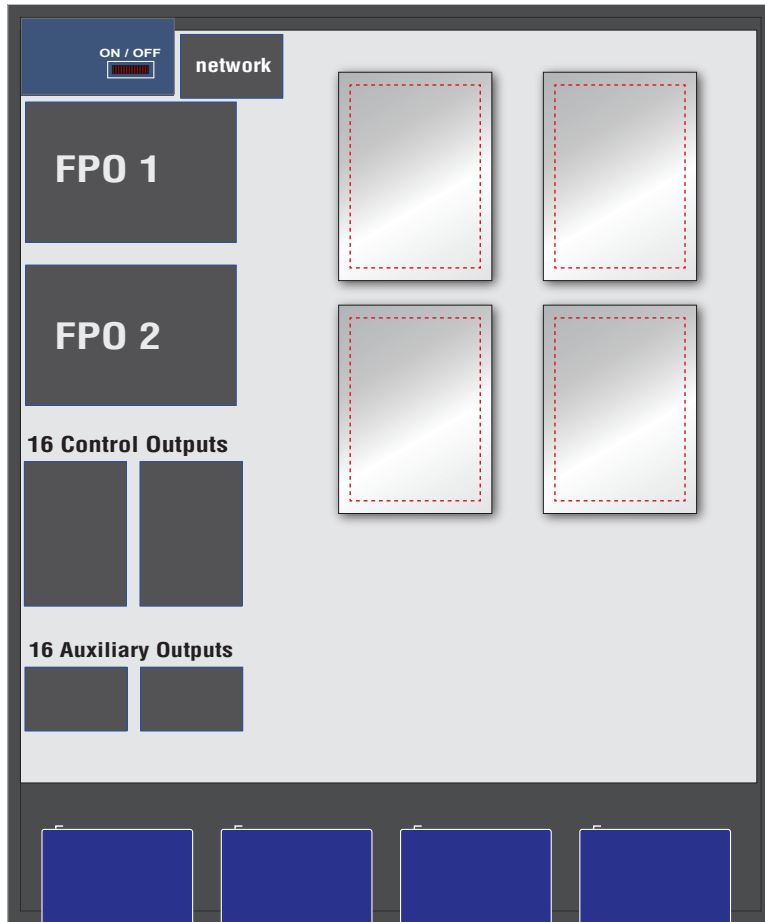 ON / OFF
network
FPO 1
FPO 2
16 Control Outputs
16 Auxiliary Outputs